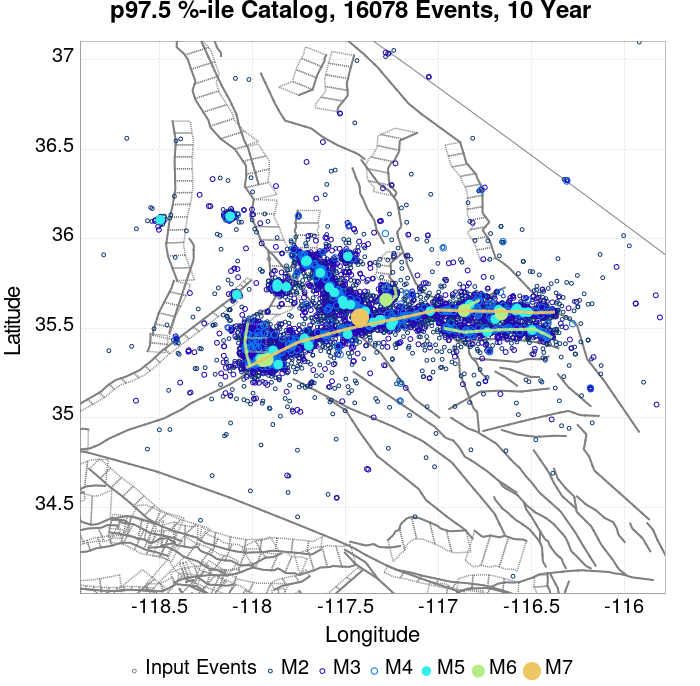 p97.5 %-ile Catalog, 16078 Events, 10 Year
37
36.5
36
35.5
35
34.5
Latitude
-118.5 -118 -117.5 -117 -116.5 -116
Longitude
Input Events M2 M3 M4 M5 M6 M7